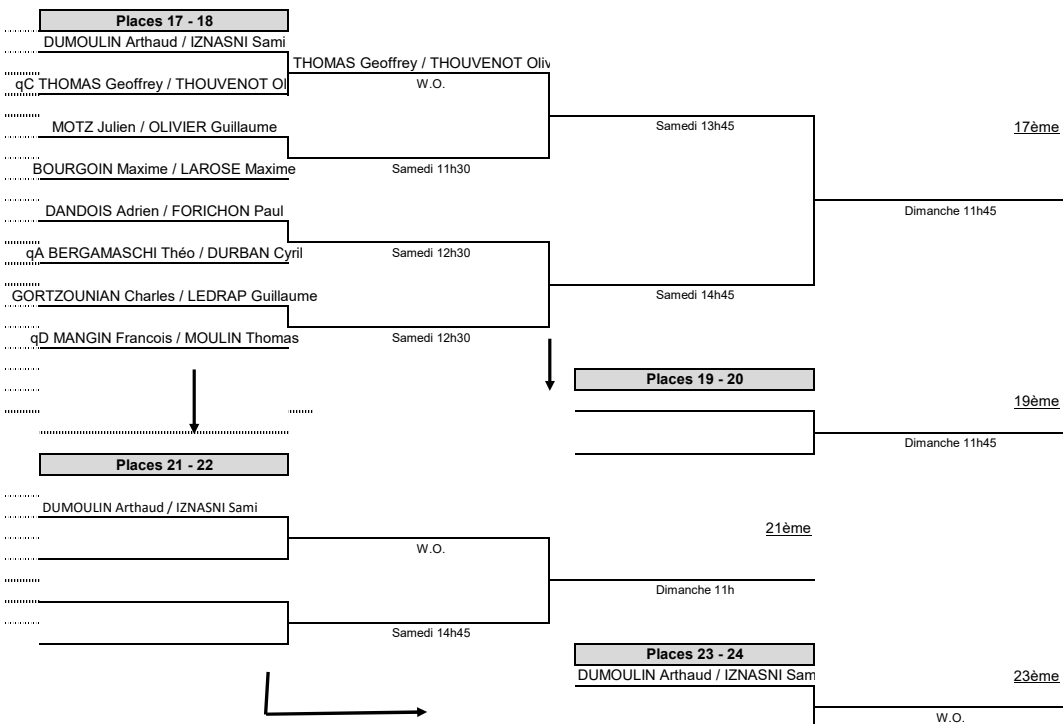 Places 17 - 18
DUMOULIN Arthaud / IZNASNI Sami
THOMAS Geoffrey / THOUVENOT Oliv
qC THOMAS Geoffrey / THOUVENOT Ol
W.O.
MOTZ Julien / OLIVIER Guillaume
Samedi 13h45
17ème
BOURGOIN Maxime / LAROSE Maxime
Samedi 11h30
DANDOIS Adrien / FORICHON Paul
Dimanche 11h45
qA BERGAMASCHI Théo / DURBAN Cyril
Samedi 12h30
GORTZOUNIAN Charles / LEDRAP Guillaume
Samedi 14h45
qD MANGIN Francois / MOULIN Thomas
Samedi 12h30
Places 19 - 20
19ème
Dimanche 11h45
Places 21 - 22
DUMOULIN Arthaud / IZNASNI Sami
21ème
W.O.
Dimanche 11h
Samedi 14h45
Places 23 - 24
DUMOULIN Arthaud / IZNASNI Sam
23ème
W.O.